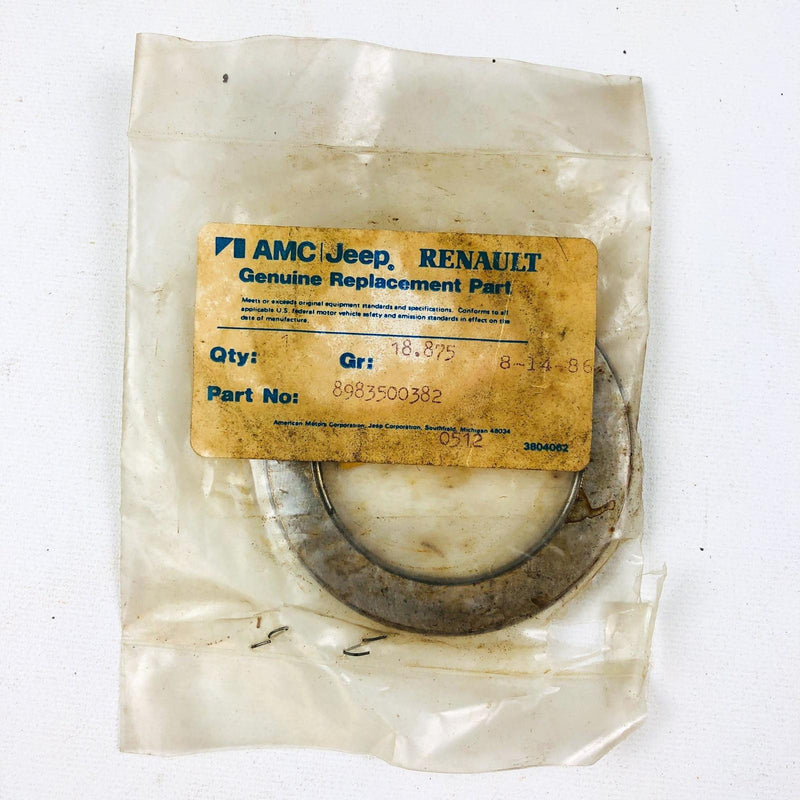 AMC|Jeep® RENAULT
Genuine Replacement Part
Meets or exceeds original equipment standards and specifications. Conforms to all
applicable U.S. federal motor vehicle safety and emission standards in effect on the
date of manufacture.
Qty: 1 Gr: 18.875 8-14-86
Part No: 8983500382
American Motors Corporation, Jeep Corporation, Southfield, Michigan 48034
0512 3804062